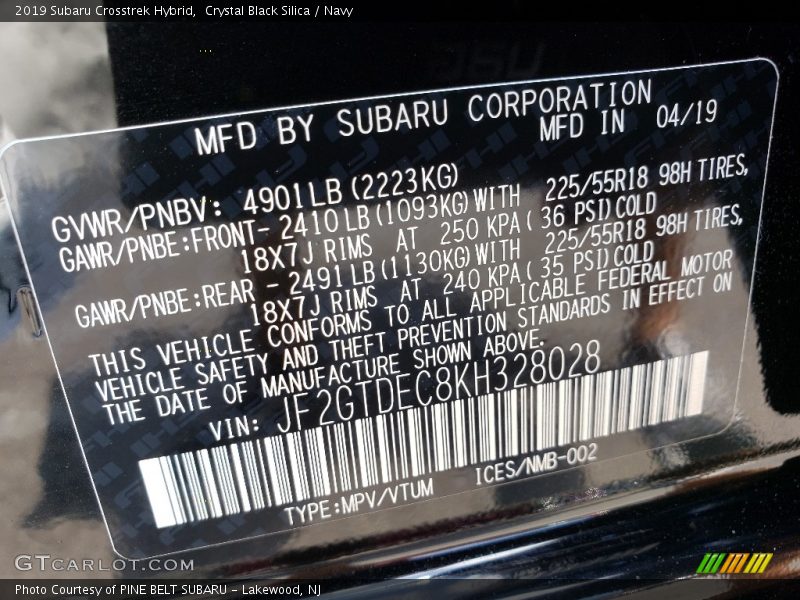 2019 Subaru Crosstrek Hybrid,  Crystal Black Silica / Navy
MFD BY SUBARU CORPORATION
MFD IN 04/19
GVWR/PNBV: 4901LB(2223KG)
GAWR/PNBE:FRONT- 2410LB(1093KG)WITH 225/55R18 98H TIRES,
18X7J RIMS AT 250 KPA( 36 PSI)COLD
GAWR/PNBE:REAR - 2491LB(1130KG)WITH 225/55R18 98H TIRES,
18X7J RIMS AT 240 KPA( 35 PSI)COLD
THIS VEHICLE CONFORMS TO ALL APPLICABLE FEDERAL MOTOR
VEHICLE SAFETY AND THEFT PREVENTION STANDARDS IN EFFECT ON
THE DATE OF MANUFACTURE SHOWN ABOVE.
VIN: JF2GTDEC8KH328028
TYPE:MPV/VTUM ICES/NMB-002
GTCARLOT.COM
Photo Courtesy of PINE BELT SUBARU - Lakewood, NJ